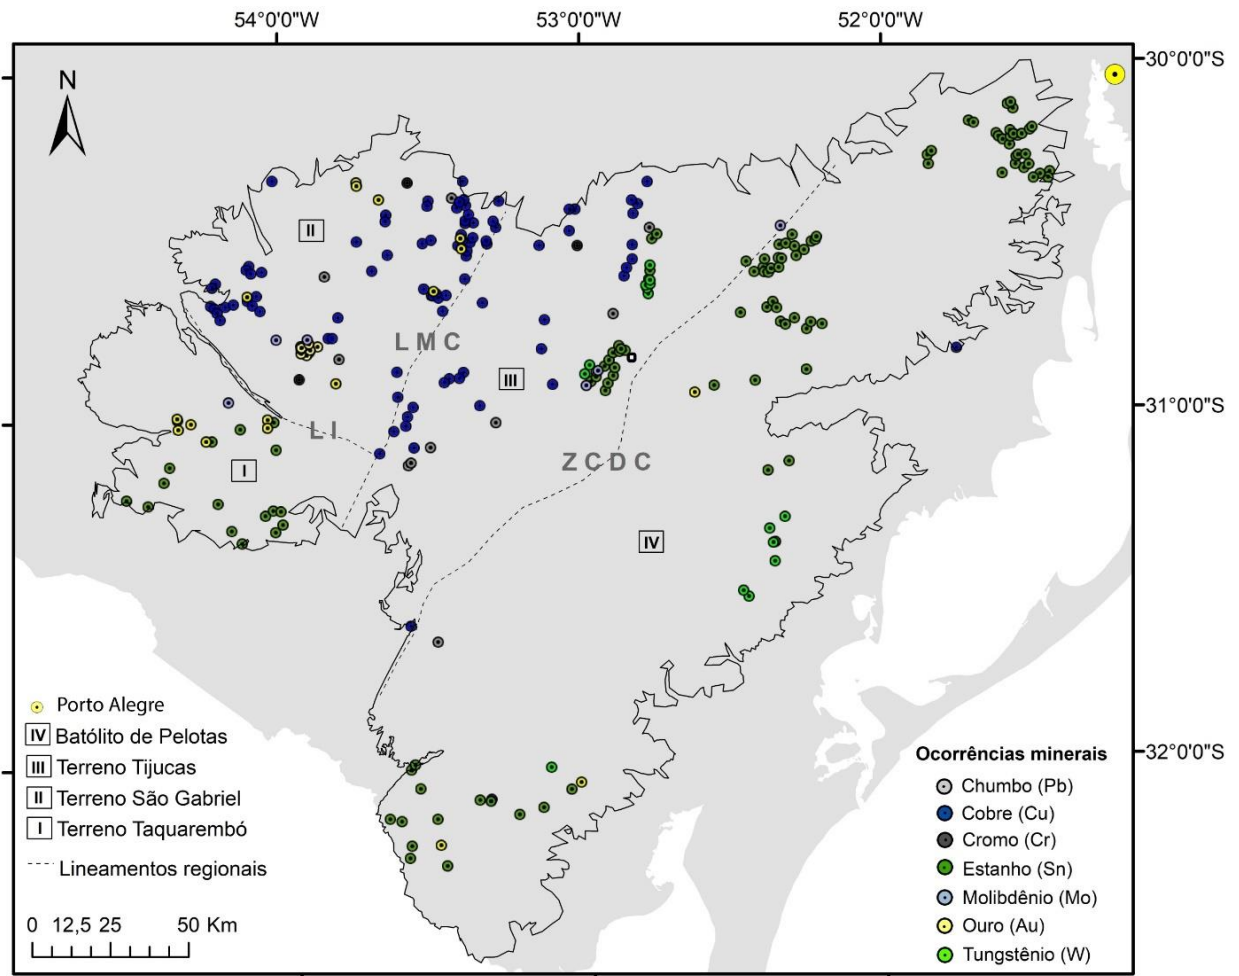 54°0'0"W 53°0'0"W 52°0'0"W
30°0'0"S
N
II
LMC
31°0'0"S
III
LI
I
ZCDC
IV
32°0'0"S
Porto Alegre
IV Batólito de Pelotas
III Terreno Tijucas
II Terreno São Gabriel
I Terreno Taquarembó
Lineamentos regionais
0 12,5 25 50 Km
Ocorrências minerais
Chumbo (Pb)
Cobre (Cu)
Cromo (Cr)
Estanho (Sn)
Molibdênio (Mo)
Ouro (Au)
Tungstênio (W)